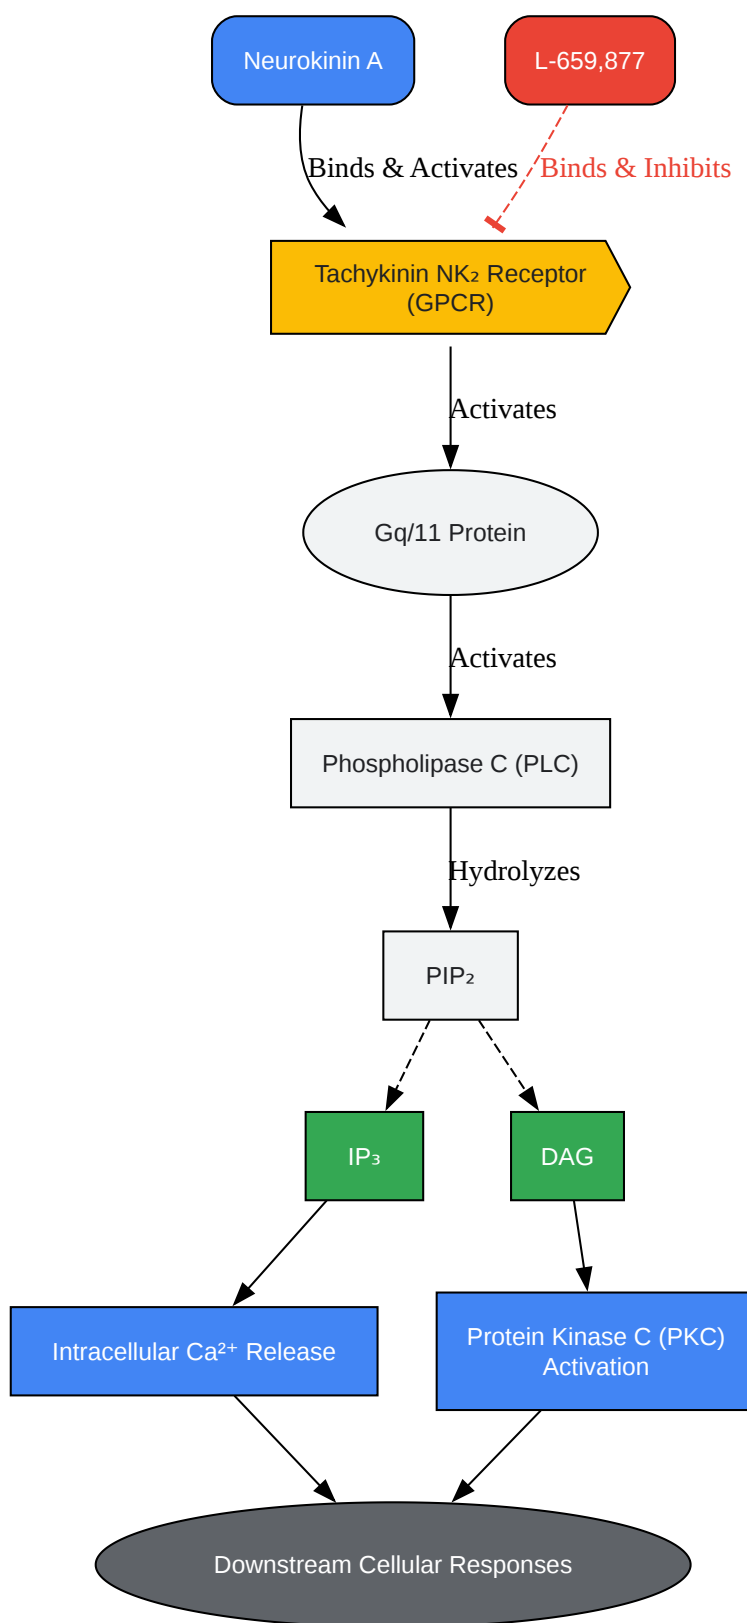 Neurokinin A
L-659,877
Binds & Activates
Binds & Inhibits
Tachykinin NK₂ Receptor
(GPCR)
Activates
Gq/11 Protein
Activates
Phospholipase C (PLC)
Hydrolyzes
PIP₂
IP₃
DAG
Intracellular Ca²⁺ Release
Protein Kinase C (PKC)
Activation
Downstream Cellular Responses